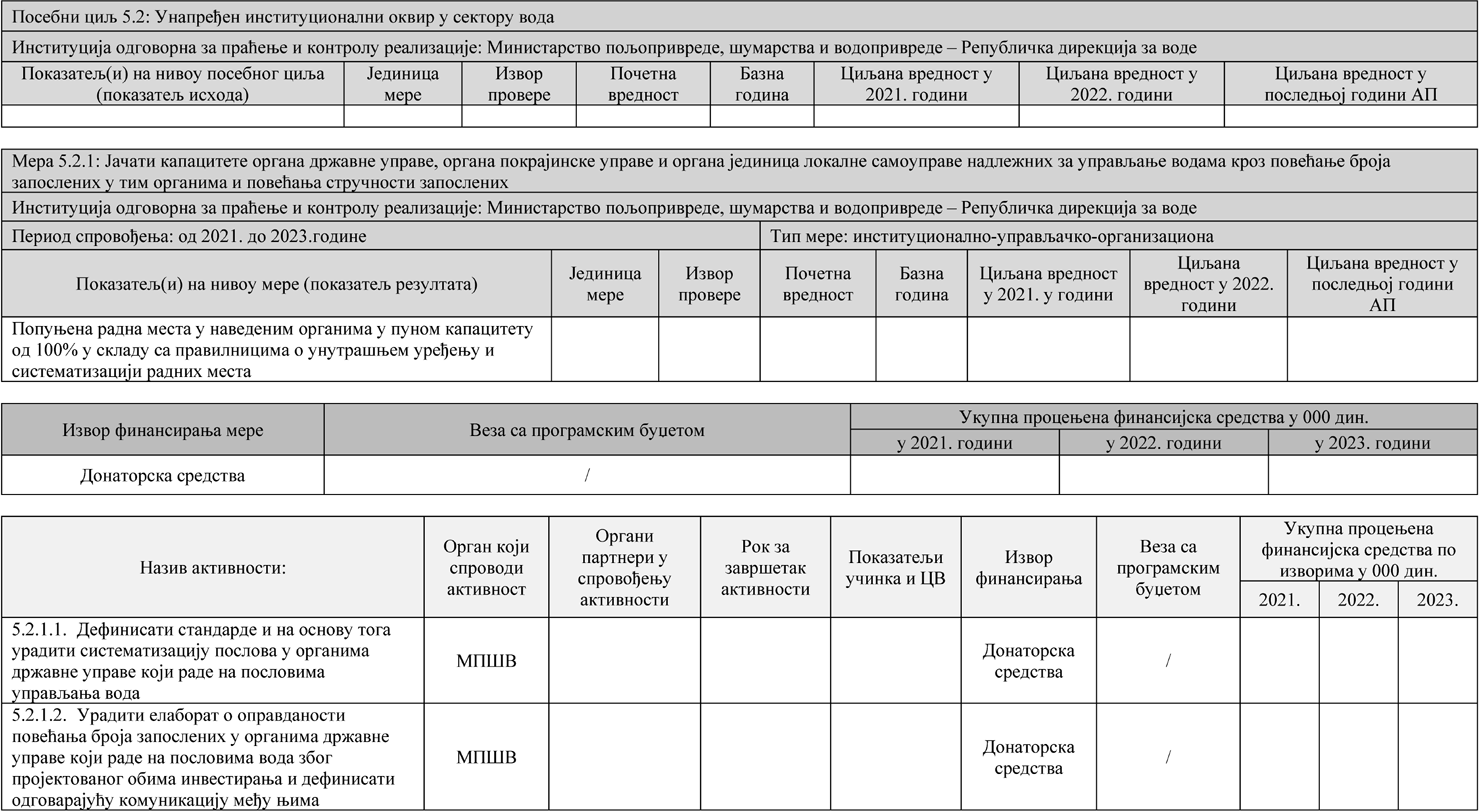 Посебни циљ 5.2: Унапређен институционални оквир у сектору вода
Институција одговорна за праћење и контролу реализације: Министарство пољопривреде, шумарства и водопривреде – Републичка дирекција за воде
Показатељ(и) на нивоу посебног циља
(показатељ исхода)
Јединица
мере
Извор
провере
Почетна
вредност
Базна
година
Циљана вредност у
2021. години
Циљана вредност у
2022. години
Циљана вредност у
последњој години АП
Мера 5.2.1: Јачати капацитете органа државне управе, органа покрајинске управе и органа јединица локалне самоуправе надлежних за управљање водама кроз повећање броја
запослених у тим органима и повећања стручности запослених
Институција одговорна за праћење и контролу реализације: Министарство пољопривреде, шумарства и водопривреде – Републичка дирекција за воде
Период спровођења: од 2021. до 2023.године
Тип мере: институционално-управљачко-организациона
Показатељ(и) на нивоу мере (показатељ резултата)
Јединица
мере
Извор
провере
Почетна
вредност
Базна
година
Циљана вредност
у 2021. у години
Циљана
вредност у 2022.
години
Циљана вредност у
последњој години
АП
Попуњена радна места у наведеним органима у пуном капацитету
од 100% у складу са правилницима о унутрашњем уређењу и
систематизацији радних места
Извор финансирања мере
Веза са програмским буџетом
Укупна процењена финансијска средства у 000 дин.
у 2021. години
у 2022. години
у 2023. години
Донаторска средства
/
Назив активности:
Орган који
спроводи
активност
Органи
партнери у
спровођењу
активности
Рок за
завршетак
активности
Показатељи
учинка и ЦВ
Извор
финансирања
Веза са
програмским
буџетом
Укупна процењена
финансијска средства по
изворима у 000 дин.
2021.
2022.
2023.
5.2.1.1. Дефинисати стандарде и на основу тога
урадити систематизацију послова у органима
државне управе који раде на пословима
управљања вода
МПШВ
Донаторска
средства
/
5.2.1.2. Урадити елаборат о оправданости
повећања броја запослених у органима државне
управе који раде на пословима вода због
пројектованог обима инвестирања и дефинисати
одговарајућу комуникацију међу њима
МПШВ
Донаторска
средства
/